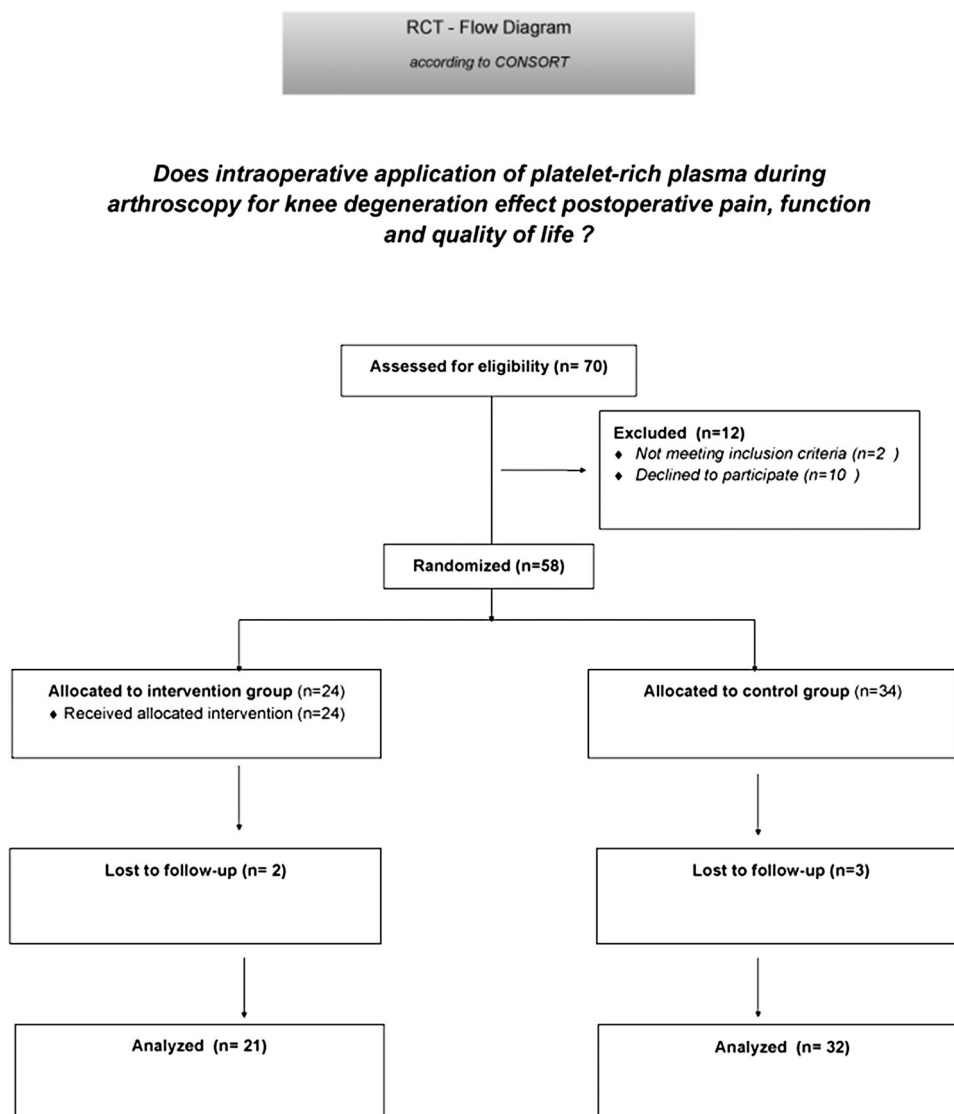 RCT - Flow Diagram
according to CONSORT
Does intraoperative application of platelet-rich plasma during
arthroscopy for knee degeneration effect postoperative pain, function
and quality of life ?
Assessed for eligibility (n= 70)
Excluded (n=12)
♦ Not meeting inclusion criteria (n=2 )
♦ Declined to participate (n=10 )
Randomized (n=58)
Allocated to intervention group (n=24)
♦ Received allocated intervention (n=24)
Allocated to control group (n=34)
Lost to follow-up (n= 2)
Lost to follow-up (n=3)
Analyzed (n= 21)
Analyzed (n= 32)